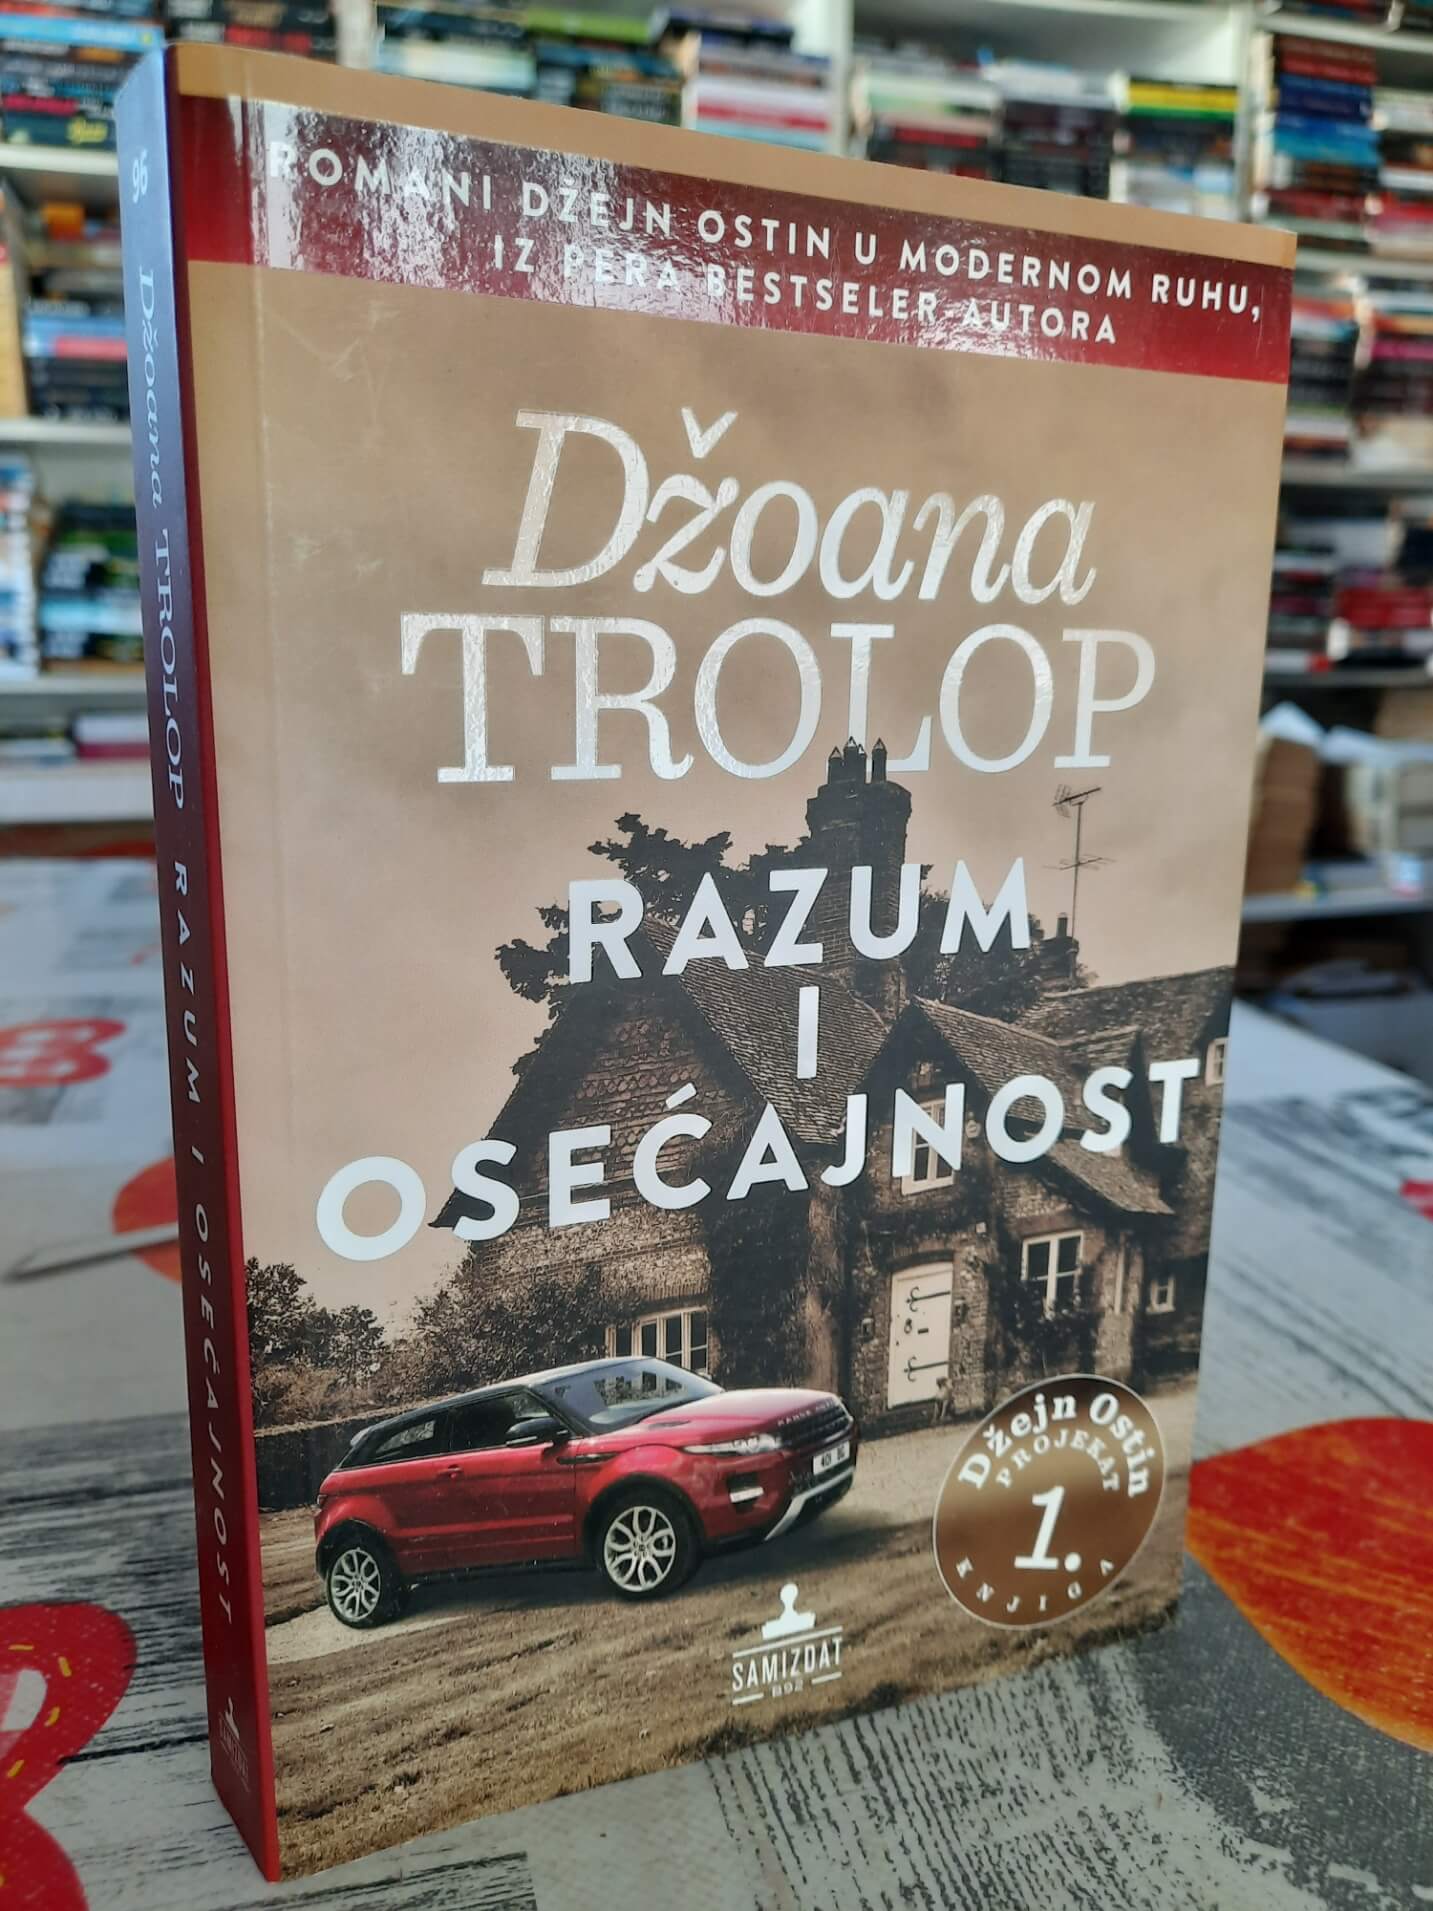 ROMANI DŽEJN OSTIN U MODERNOM RUHU,
IZ PERA BESTSELER-AUTORA
Džoana
TROLOP
RAZUM
I
OSEĆAJNOST
Džejn Ostin
PROJEKAT
1.
KNJIGA
SAMIZDAT
B92
Džoana TROLOP RAZUM I OSEĆAJNOST
SAMIZDAT